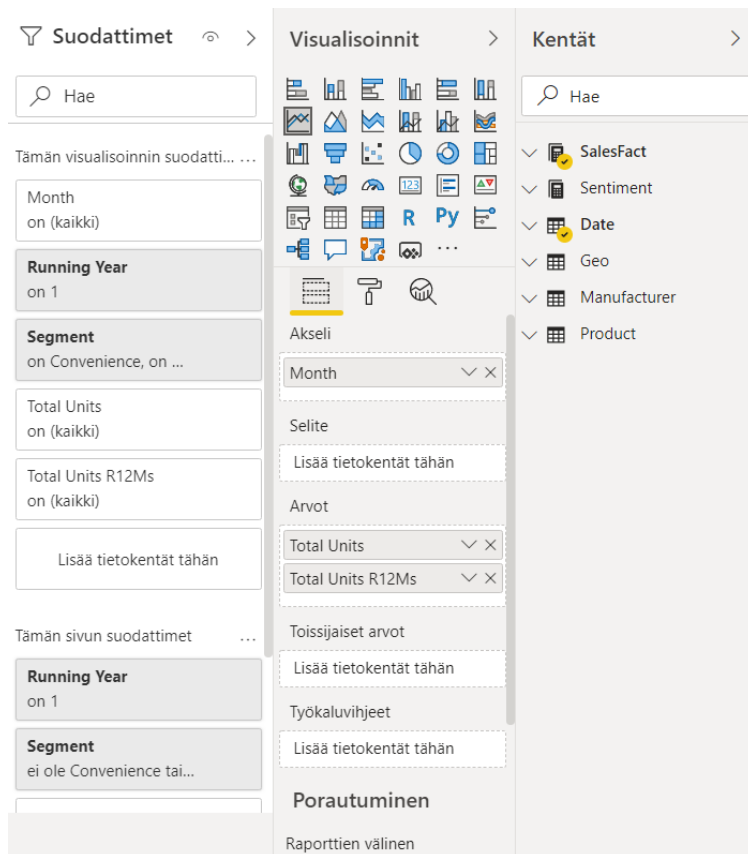 Suodattimet
Hae
Tämän visualisoinnin suodatti... ...
Month
on (kaikki)
Running Year
on 1
Segment
on Convenience, on ...
Total Units
on (kaikki)
Total Units R12Ms
on (kaikki)
Lisää tietokentät tähän
Tämän sivun suodattimet ...
Running Year
on 1
Segment
ei ole Convenience tai...
Visualisoinnit
123
R Py
...
Akseli
Month
Selite
Lisää tietokentät tähän
Arvot
Total Units
Total Units R12Ms
Toissijaiset arvot
Lisää tietokentät tähän
Työkaluvihjeet
Lisää tietokentät tähän
Porautuminen
Raporttien välinen
Kentät
Hae
SalesFact
Sentiment
Date
Geo
Manufacturer
Product